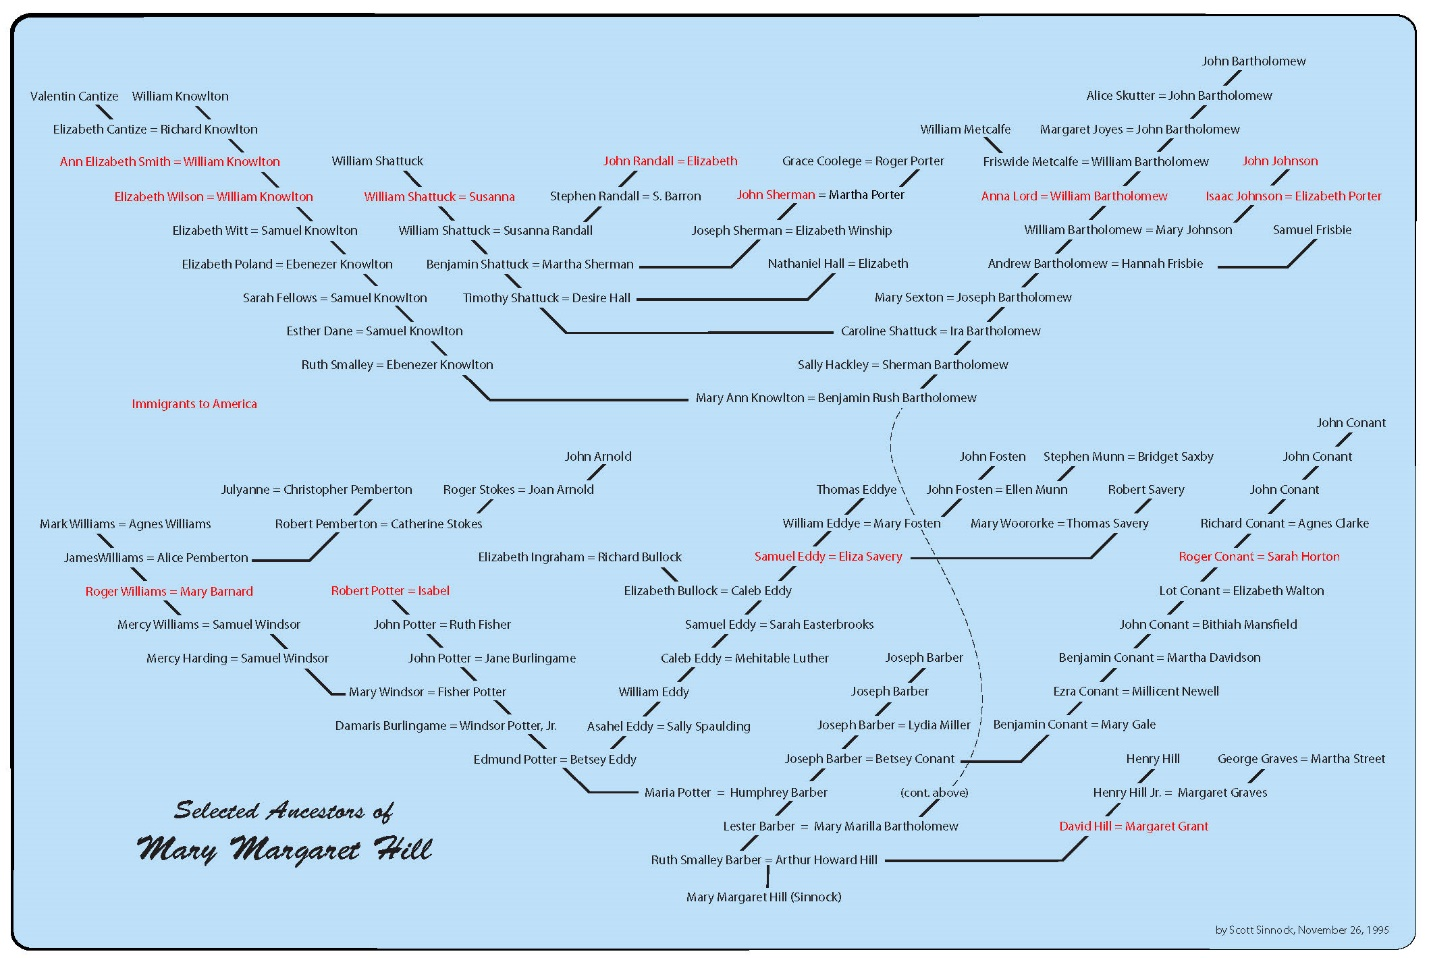 John Bartholomew
Valentin Cantize William Knowlton Alice Skutter = John Bartholomew
Elizabeth Cantize = Richard Knowlton William Metcalfe Margaret Joyes = John Bartholomew
Ann Elizabeth Smith = William Knowlton William Shattuck John Randall = Elizabeth Grace Coolege = Roger Porter Friswide Metcalfe = William Bartholomew John Johnson
Elizabeth Wilson = William Knowlton William Shattuck = Susanna Stephen Randall = S. Barron John Sherman = Martha Porter Anna Lord = William Bartholomew Isaac Johnson = Elizabeth Porter
Elizabeth Witt = Samuel Knowlton William Shattuck = Susanna Randall Joseph Sherman = Elizabeth Winship William Bartholomew = Mary Johnson Samuel Frisbie
Elizabeth Poland = Ebenezer Knowlton Benjamin Shattuck = Martha Sherman Nathaniel Hall = Elizabeth Andrew Bartholomew = Hannah Frisbie
Sarah Fellows = Samuel Knowlton Timothy Shattuck = Desire Hall Mary Sexton = Joseph Bartholomew
Esther Dane = Samuel Knowlton Caroline Shattuck = Ira Bartholomew
Ruth Smalley = Ebenezer Knowlton Sally Hackley = Sherman Bartholomew
Immigrants to America Mary Ann Knowlton = Benjamin Rush Bartholomew
John Conant
John Arnold John Fosten Stephen Munn = Bridget Saxby John Conant
Julyanne = Christopher Pemberton Roger Stokes = Joan Arnold Thomas Eddye John Fosten = Ellen Munn Robert Savery John Conant
Mark Williams = Agnes Williams Robert Pemberton = Catherine Stokes William Eddye = Mary Fosten Mary Woororke = Thomas Savery Richard Conant = Agnes Clarke
JamesWilliams = Alice Pemberton Elizabeth Ingraham = Richard Bullock Samuel Eddy = Eliza Savery Roger Conant = Sarah Horton
Roger Williams = Mary Barnard Robert Potter = Isabel Elizabeth Bullock = Caleb Eddy Lot Conant = Elizabeth Walton
Mercy Williams = Samuel Windsor John Potter = Ruth Fisher Samuel Eddy = Sarah Easterbrooks John Conant = Bithiah Mansfield
Mercy Harding = Samuel Windsor John Potter = Jane Burlingame Caleb Eddy = Mehitable Luther Joseph Barber Benjamin Conant = Martha Davidson
Mary Windsor = Fisher Potter William Eddy Joseph Barber Ezra Conant = Millicent Newell
Damaris Burlingame = Windsor Potter, Jr. Asahel Eddy = Sally Spaulding Joseph Barber = Lydia Miller Benjamin Conant = Mary Gale
Edmund Potter = Betsey Eddy Joseph Barber = Betsey Conant Henry Hill George Graves = Martha Street
Maria Potter = Humphrey Barber (cont. above) Henry Hill Jr. = Margaret Graves
Selected Ancestors of Lester Barber = Mary Marilla Bartholomew David Hill = Margaret Grant
Mary Margaret Hill Ruth Smalley Barber = Arthur Howard Hill
Mary Margaret Hill (Sinnock)
by Scott Sinnock, November 26, 1995